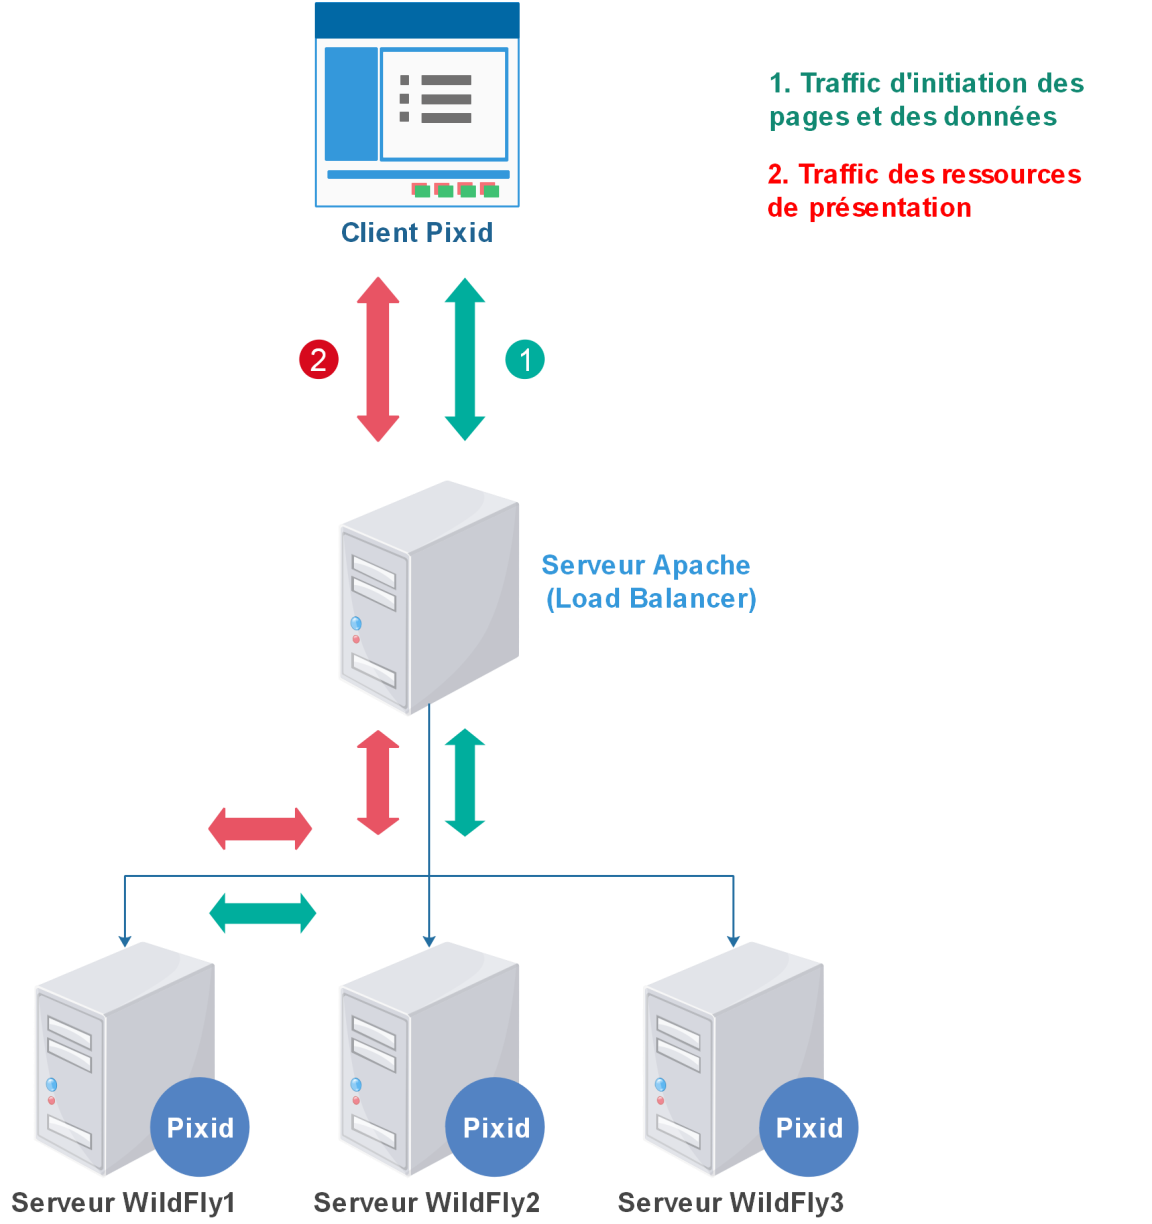 1. Traffic d'initiation des
pages et des données
2. Traffic des ressources
de présentation
Client Pixid
2
1
Serveur Apache
(Load Balancer)
Pixid
Pixid
Pixid
Serveur WildFly1
Serveur WildFly2
Serveur WildFly3